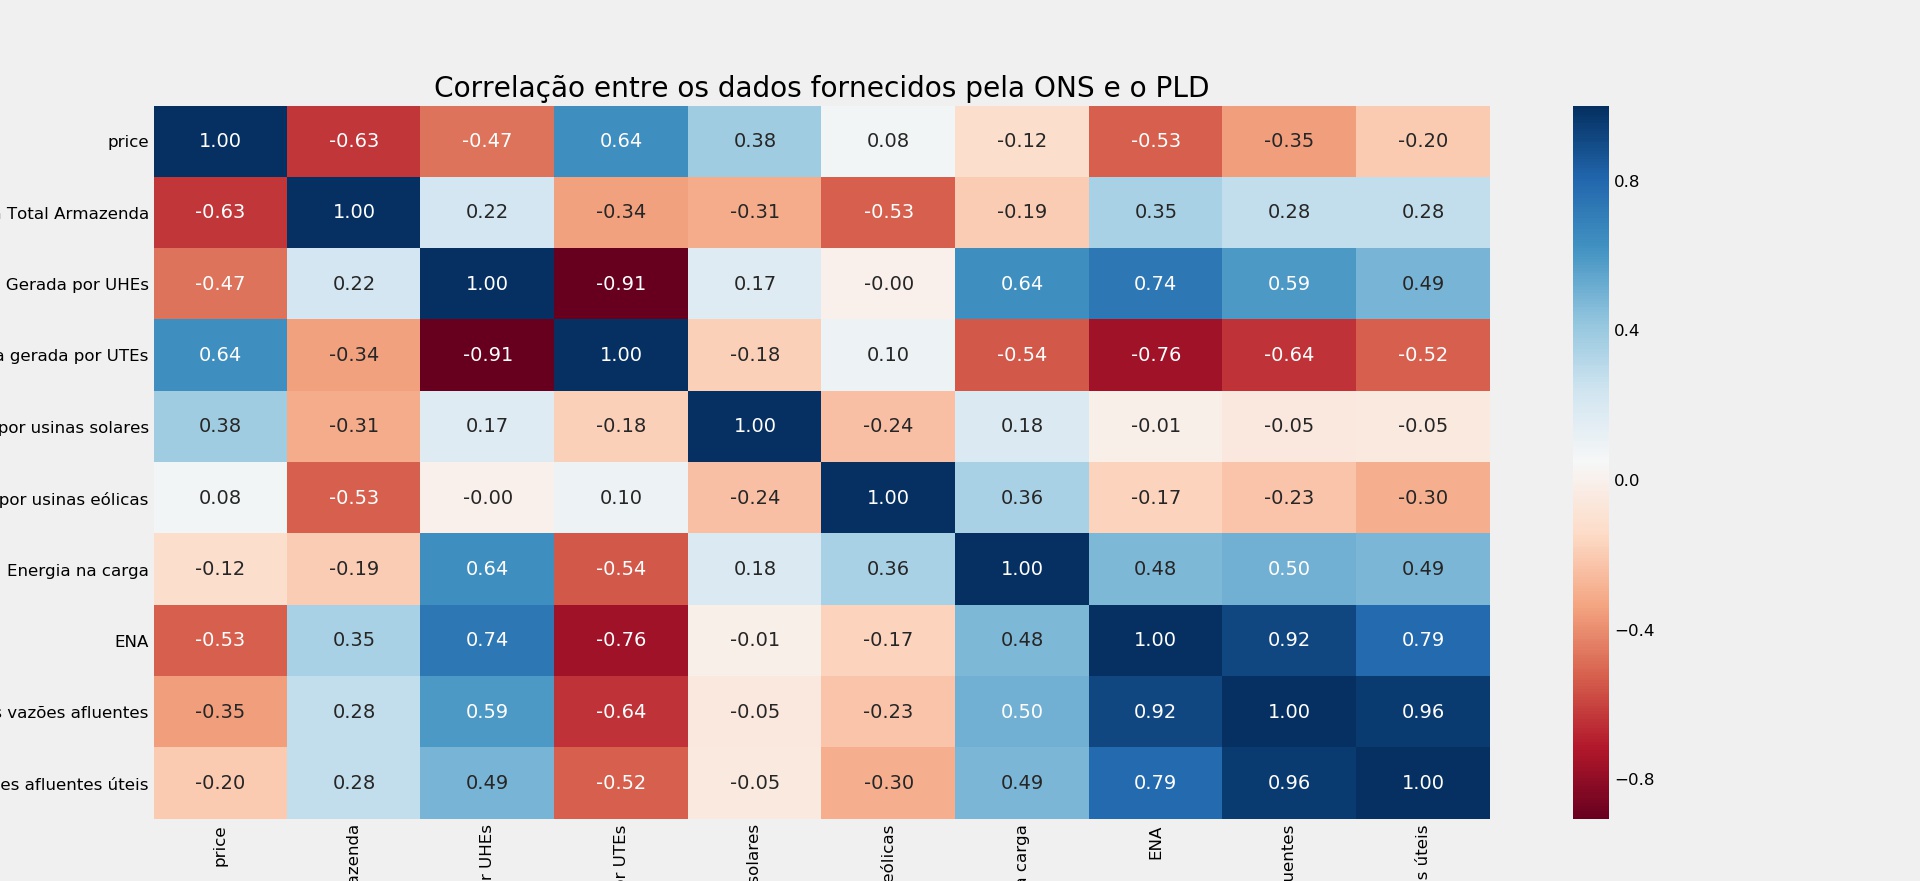 Correlação entre os dados fornecidos pela ONS e o PLD
price 1.00 -0.63 -0.47 0.64 0.38 0.08 -0.12 -0.53 -0.35 -0.20
Total Armazenda -0.63 1.00 0.22 -0.34 -0.31 -0.53 -0.19 0.35 0.28 0.28
Gerada por UHEs -0.47 0.22 1.00 -0.91 0.17 -0.00 0.64 0.74 0.59 0.49
a gerada por UTEs 0.64 -0.34 -0.91 1.00 -0.18 0.10 -0.54 -0.76 -0.64 -0.52
por usinas solares 0.38 -0.31 0.17 -0.18 1.00 -0.24 0.18 -0.01 -0.05 -0.05
por usinas eólicas 0.08 -0.53 -0.00 0.10 -0.24 1.00 0.36 -0.17 -0.23 -0.30
Energia na carga -0.12 -0.19 0.64 -0.54 0.18 0.36 1.00 0.48 0.50 0.49
ENA -0.53 0.35 0.74 -0.76 -0.01 -0.17 0.48 1.00 0.92 0.79
s vazões afluentes -0.35 0.28 0.59 -0.64 -0.05 -0.23 0.50 0.92 1.00 0.96
es afluentes úteis -0.20 0.28 0.49 -0.52 -0.05 -0.30 0.49 0.79 0.96 1.00
price
azenda
r UHEs
or UTEs
solares
eólicas
a carga
ENA
uentes
s úteis
0.8
0.4
0.0
−0.4
−0.8